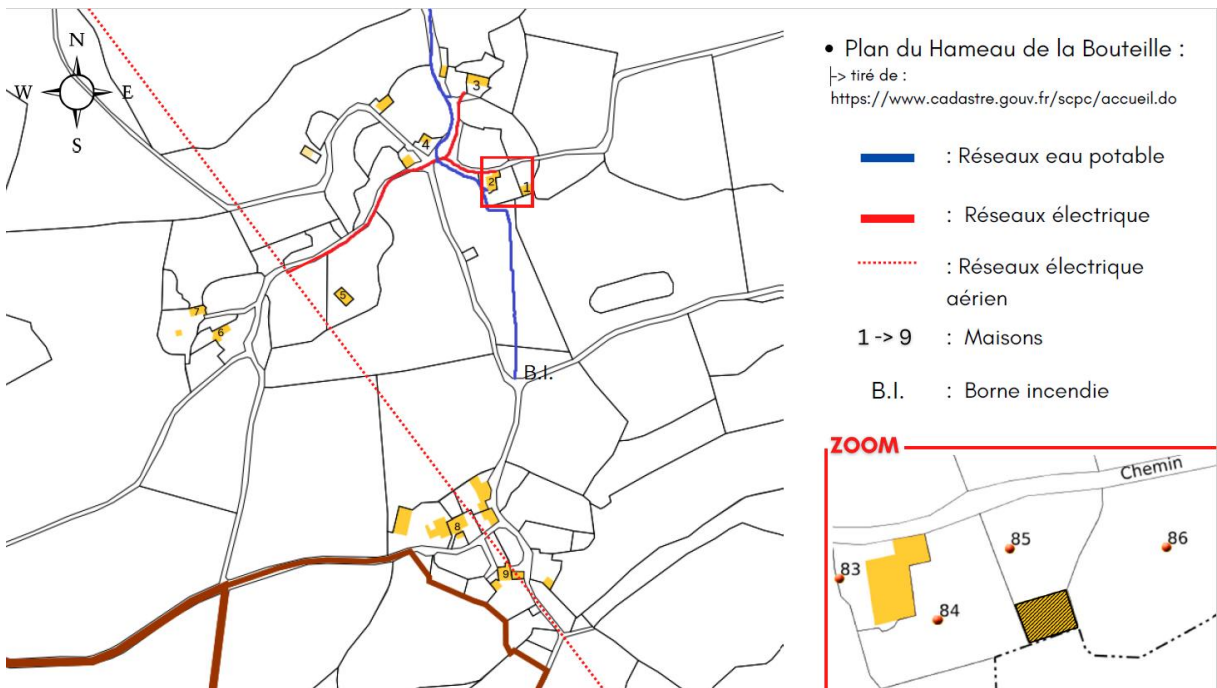 N
W E
S
3
4
2
1
5
7
6
B.I.
8
9
• Plan du Hameau de la Bouteille :
|-> tiré de :
https://www.cadastre.gouv.fr/scpc/accueil.do
: Réseaux eau potable
: Réseaux électrique
: Réseaux électrique
aérien
1 -> 9 : Maisons
B.I. : Borne incendie
ZOOM
Chemin
85
86
83
84